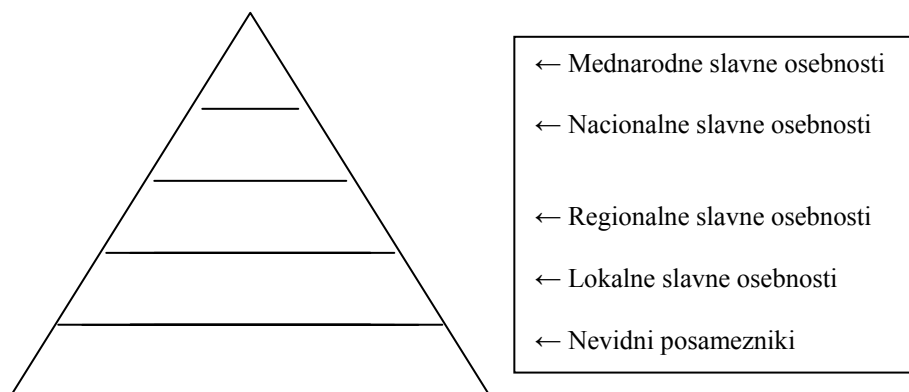 ← Mednarodne slavne osebnosti
← Nacionalne slavne osebnosti
← Regionalne slavne osebnosti
← Lokalne slavne osebnosti
← Nevidni posamezniki